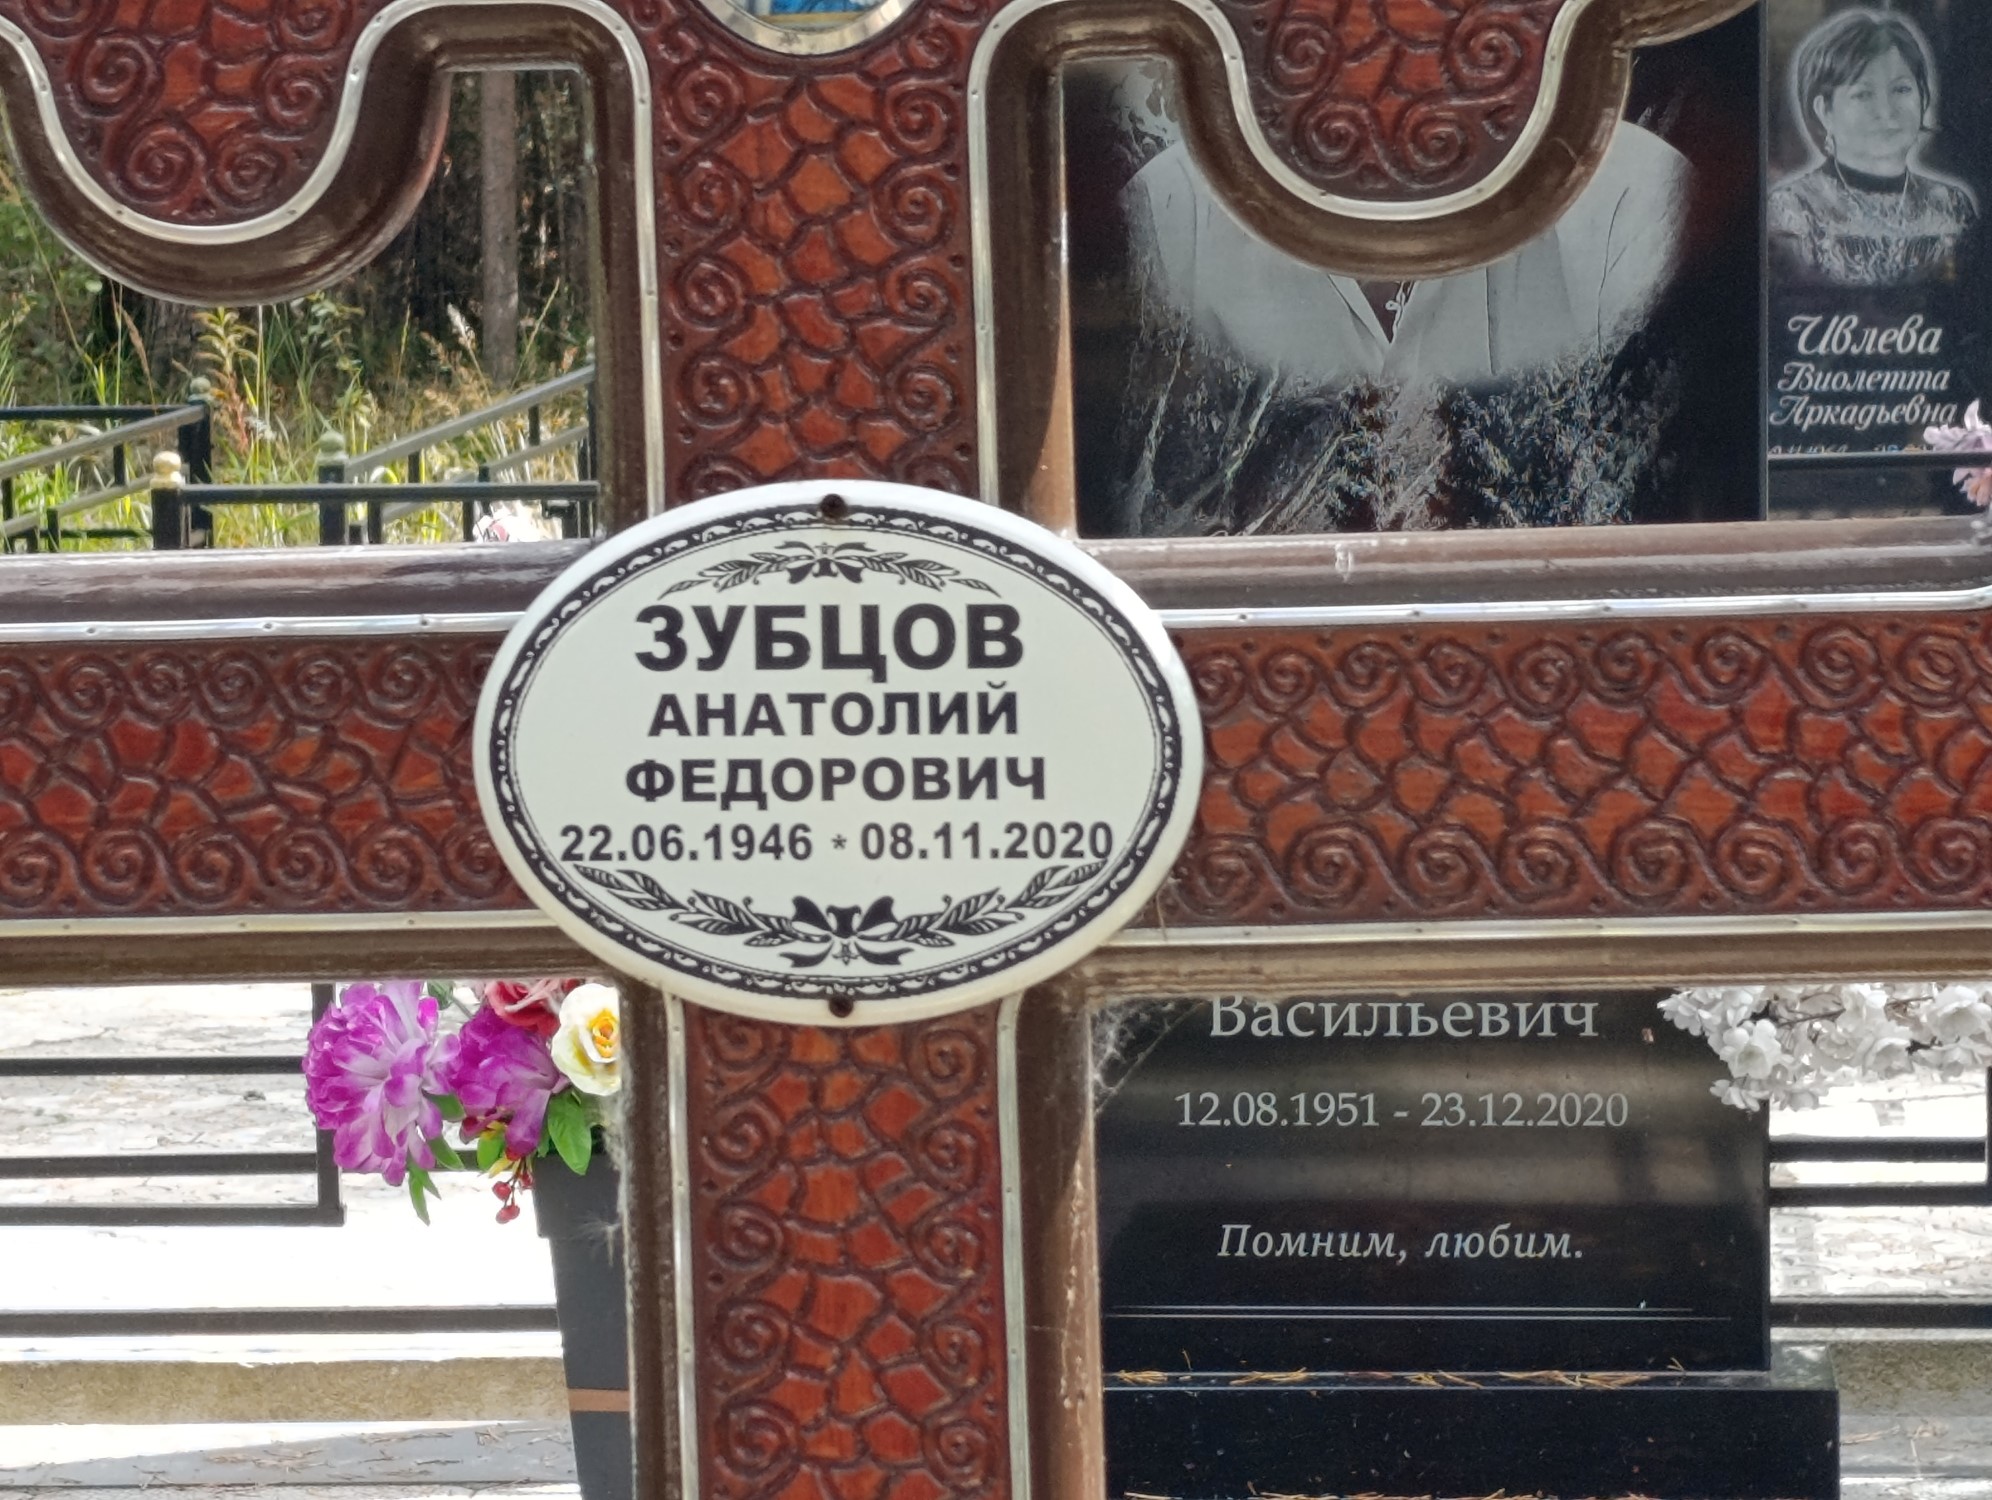 Ивлева
Виолетта
Аркадьевна
ЗУБЦОВ
АНАТОЛИЙ
ФЕДОРОВИЧ
22.06.1946 * 08.11.2020
Васильевич
12.08.1951 - 23.12.2020
Помним, любим.